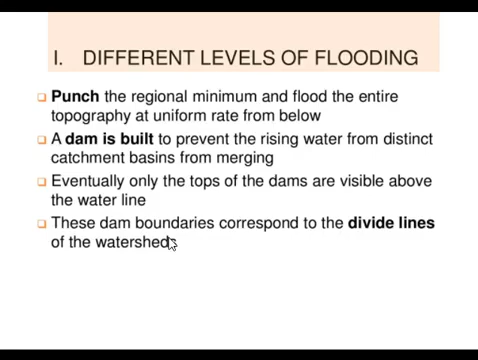 I. DIFFERENT LEVELS OF FLOODING
Punch the regional minimum and flood the entire
topography at uniform rate from below
A dam is built to prevent the rising water from distinct
catchment basins from merging
Eventually only the tops of the dams are visible above
the water line
These dam boundaries correspond to the divide lines
of the watersheds